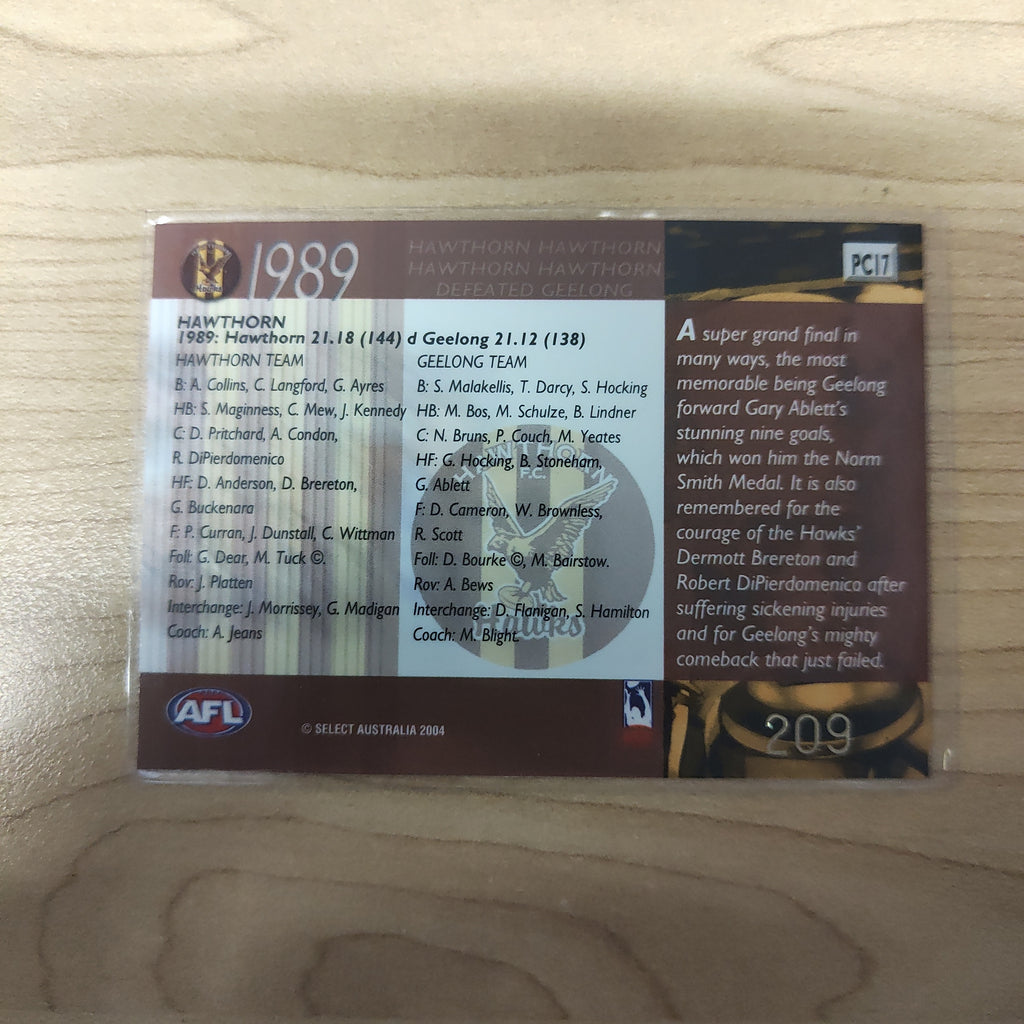 1989
HAWTHORN HAWTHORN
HAWTHORN HAWTHORN
DEFEATED GEELONG
PC17
HAWTHORN
1989: Hawthorn 21.18 (144) d Geelong 21.12 (138)
HAWTHORN TEAM
B: A. Collins, C. Langford, G. Ayres
HB: S. Maginness, C. Mew, J. Kennedy
C: D. Pritchard, A. Condon,
R. DiPierdomenico
HF: D. Anderson, D. Brereton,
G. Buckenara
F: P. Curran, J. Dunstall, C. Wittman
Foll: G. Dear, M. Tuck ©.
Rov: J. Platten
Interchange: J. Morrissey, G. Madigan
Coach: A. Jeans
GEELONG TEAM
B: S. Malakellis, T. Darcy, S. Hocking
HB: M. Bos, M. Schulze, B. Lindner
C: N. Bruns, P. Couch, M. Yeates
HF: G. Hocking, B. Stoneham,
G. Ablett
F: D. Cameron, W. Brownless,
R. Scott
Foll: D. Bourke ©, M. Bairstow.
Rov: A. Bews
Interchange: D. Flanigan, S. Hamilton
Coach: M. Blight.
HAWTHORN
F.C.
Hawks
A super grand final in
many ways, the most
memorable being Geelong
forward Gary Ablett's
stunning nine goals,
which won him the Norm
Smith Medal. It is also
remembered for the
courage of the Hawks'
Dermott Brereton and
Robert DiPierdomenico after
suffering sickening injuries
and for Geelong's mighty
comeback that just failed.
AFL
© SELECT AUSTRALIA 2004
209